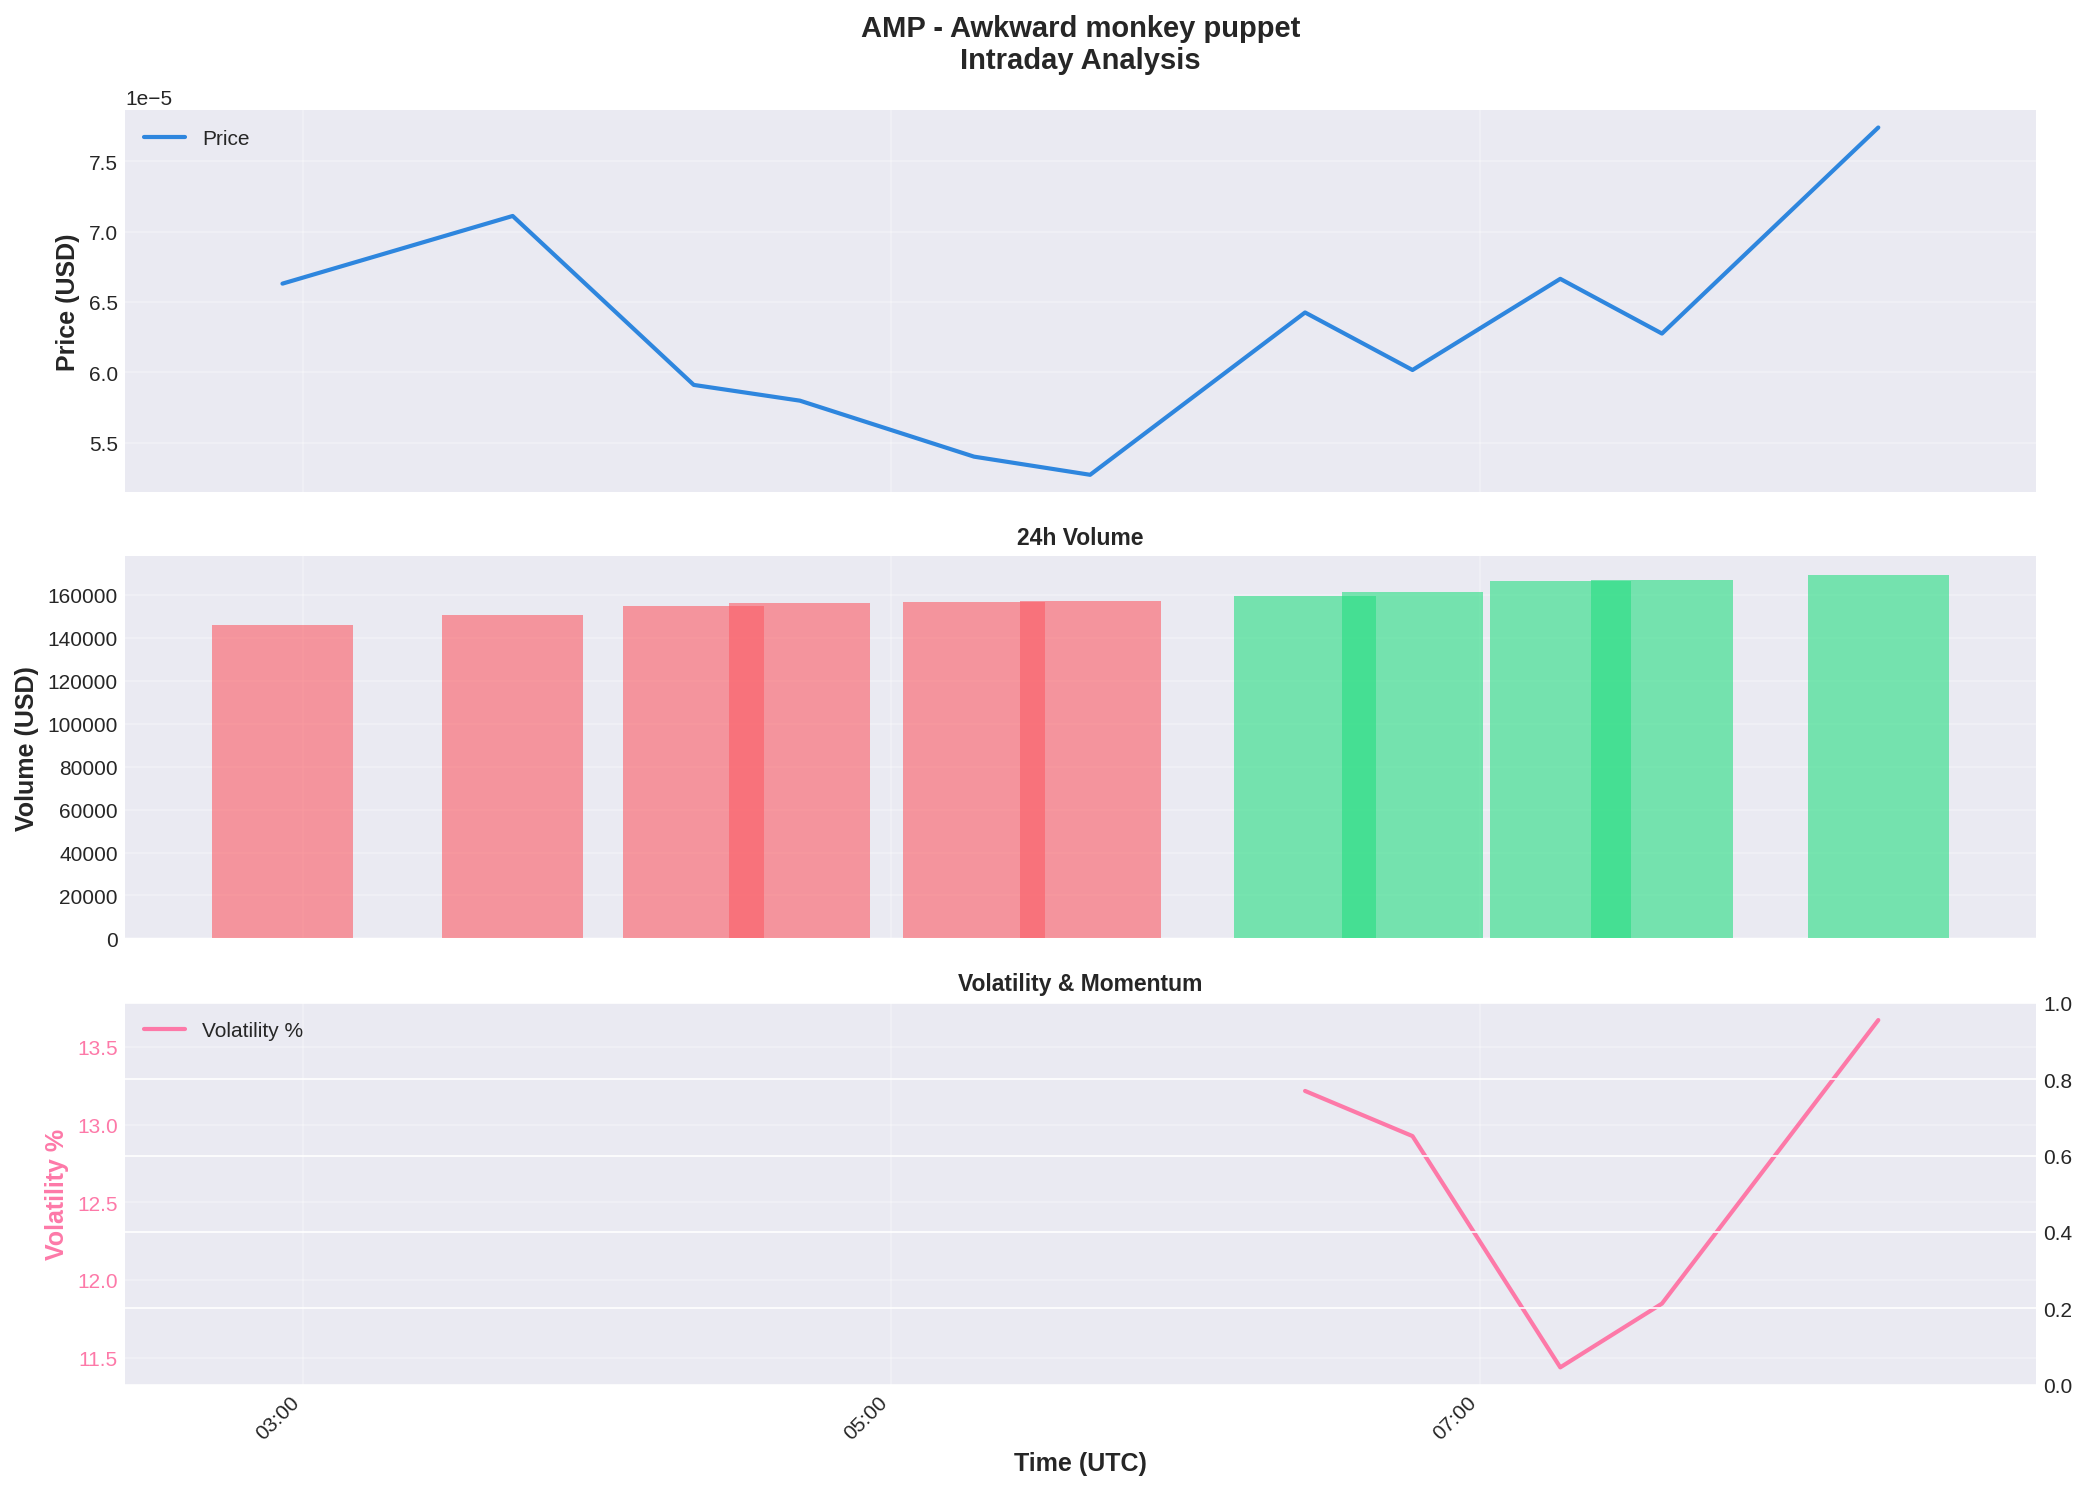 AMP - Awkward monkey puppet
Intraday Analysis
1e−5
Price
7.5
7.0
6.5
6.0
5.5
Price (USD)
24h Volume
160000
140000
120000
100000
80000
60000
40000
20000
0
Volume (USD)
Volatility & Momentum
Volatility %
13.5
13.0
12.5
12.0
11.5
Volatility %
1.0
0.8
0.6
0.4
0.2
0.0
03:00
05:00
07:00
Time (UTC)